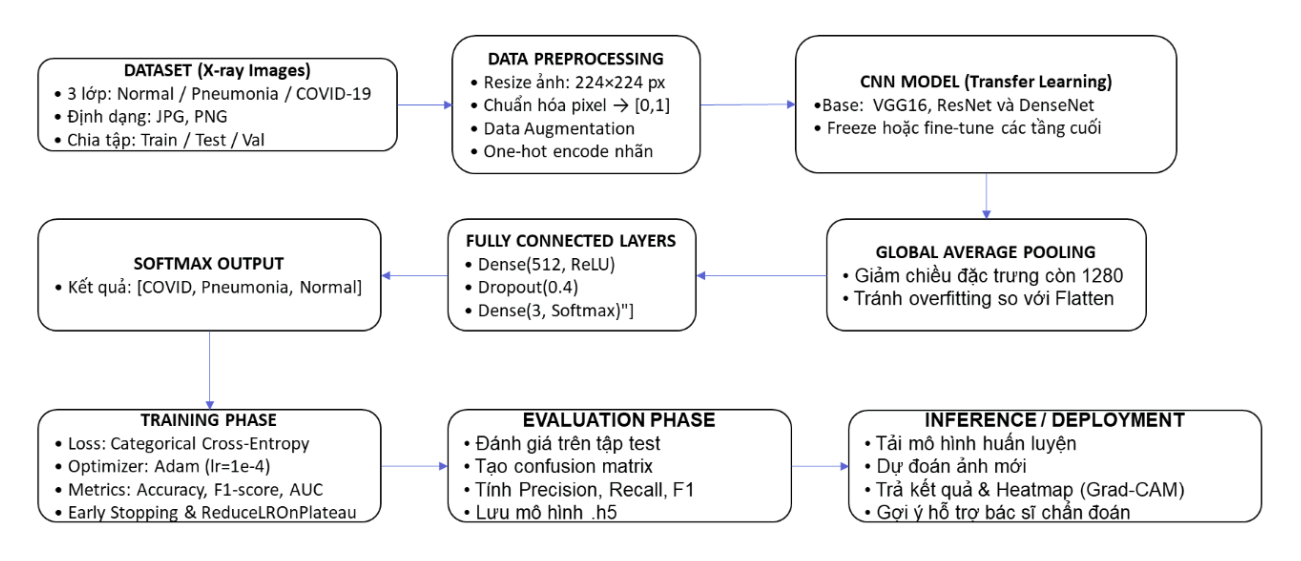 DATASET (X-ray Images)
• 3 lớp: Normal / Pneumonia / COVID-19
• Định dạng: JPG, PNG
• Chia tập: Train / Test / Val
DATA PREPROCESSING
• Resize ảnh: 224×224 px
• Chuẩn hóa pixel → [0,1]
• Data Augmentation
• One-hot encode nhãn
CNN MODEL (Transfer Learning)
•Base: VGG16, ResNet và DenseNet
• Freeze hoặc fine-tune các tầng cuối
GLOBAL AVERAGE POOLING
• Giảm chiều đặc trưng còn 1280
• Tránh overfitting so với Flatten
FULLY CONNECTED LAYERS
• Dense(512, ReLU)
• Dropout(0.4)
• Dense(3, Softmax)"]
SOFTMAX OUTPUT
• Kết quả: [COVID, Pneumonia, Normal]
TRAINING PHASE
• Loss: Categorical Cross-Entropy
• Optimizer: Adam (lr=1e-4)
• Metrics: Accuracy, F1-score, AUC
• Early Stopping & ReduceLROnPlateau
EVALUATION PHASE
• Đánh giá trên tập test
• Tạo confusion matrix
• Tính Precision, Recall, F1
• Lưu mô hình .h5
INFERENCE / DEPLOYMENT
• Tải mô hình huấn luyện
• Dự đoán ảnh mới
• Trả kết quả & Heatmap (Grad-CAM)
• Gợi ý hỗ trợ bác sĩ chẩn đoán